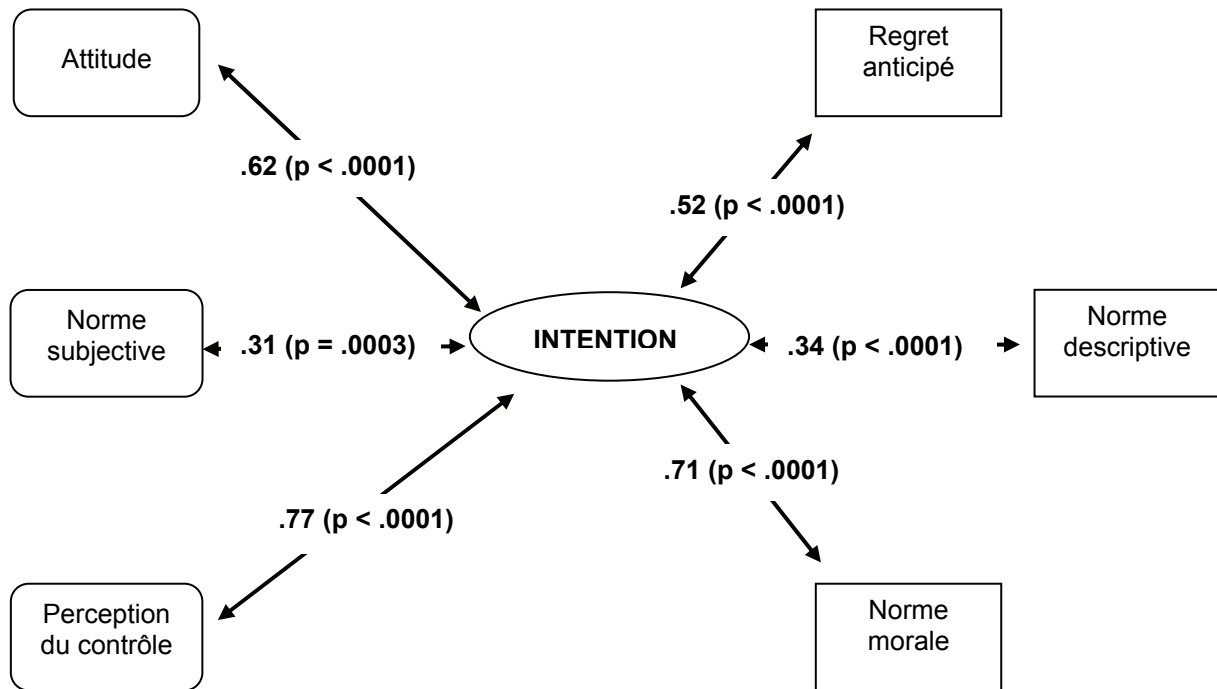 Attitude
Regret
anticipé
.62 (p < .0001)
.52 (p < .0001)
Norme
subjective
.31 (p = .0003)
INTENTION
.34 (p < .0001)
Norme
descriptive
.71 (p < .0001)
.77 (p < .0001)
Perception
du contrôle
Norme
morale